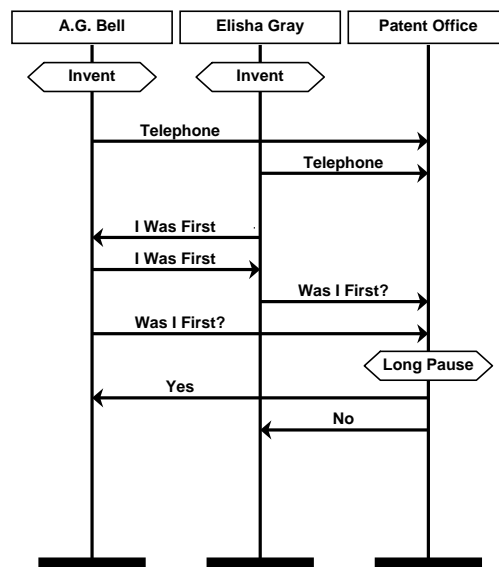 A.G. Bell Elisha Gray Patent Office
Invent Invent
Telephone
Telephone
I Was First
I Was First
Was I First?
Was I First?
Long Pause
Yes
No